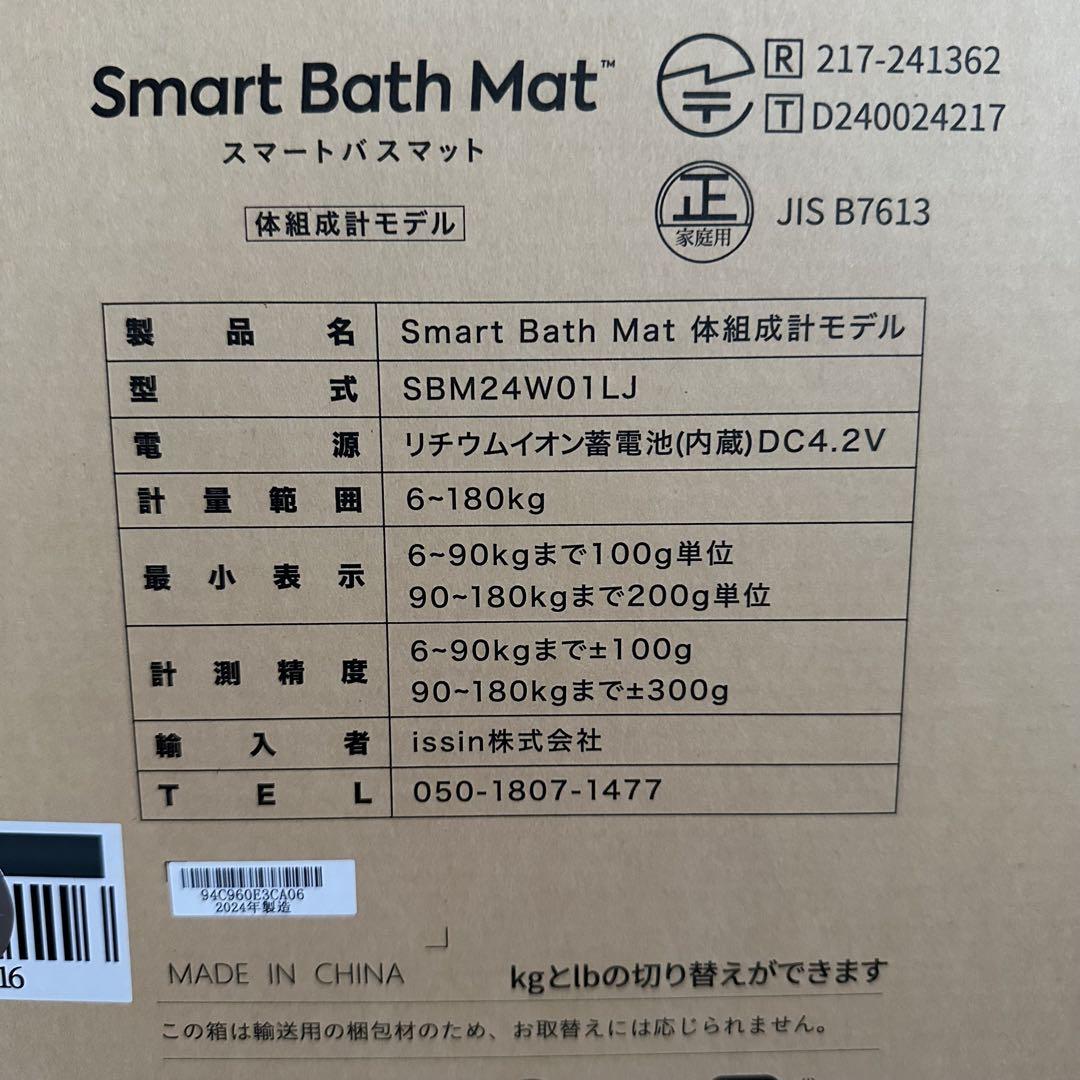 Smart Bath Mat™
スマートバスマット
体組成計モデル
R 217-241362
T D240024217
正
家庭用
JIS B7613
製品名 Smart Bath Mat 体組成計モデル
型式 SBM24W01LJ
電源 リチウムイオン蓄電池(内蔵)DC4.2V
計量範囲 6~180kg
最小表示 6~90kgまで100g単位
90~180kgまで200g単位
計測精度 6~90kgまで±100g
90~180kgまで±300g
輸入者 issin株式会社
TEL 050-1807-1477
94C960E3CA06
2024年製造
16
MADE IN CHINA
kgとlbの切り替えができます
この箱は輸送用の梱包材のため、お取替えには応じられません。